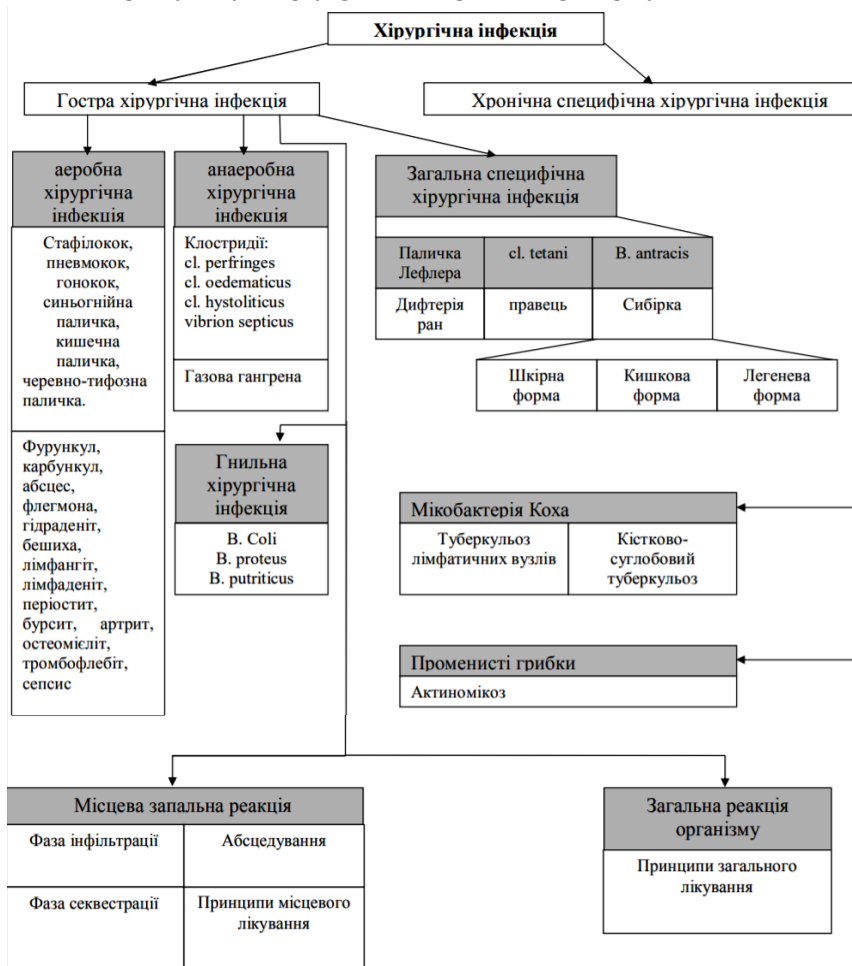 Хірургічна інфекція
Гостра хірургічна інфекція
Хронічна специфічна хірургічна інфекція
аеробна
хірургічна
інфекція
Стафілокок,
пневмокок,
гонокок,
синьогнійна
паличка,
кишечна
паличка,
черевно-тифозна
паличка.
Фурункул,
карбункул,
абсцес,
флегмона,
гідраденіт,
бешиха,
лімфангіт,
лімфаденіт,
періостит,
бурсит, артрит,
остеомієліт,
тромбофлебіт,
сепсис
анаеробна
хірургічна
інфекція
Клостридії:
cl. perfringes
cl. oedematicus
cl. hystoliticus
vibrion septicus
Газова гангрена
Гнильна
хірургічна
інфекція
B. Coli
B. proteus
B. putriticus
Загальна специфічна
хірургічна інфекція
Паличка
Лефлера
cl. tetani
B. antracis
Дифтерія
ран
правець
Сибірка
Шкірна
форма
Кишкова
форма
Легенева
форма
Мікобактерія Коха
Туберкульоз
лімфатичних вузлів
Кістково-
суглобовий
туберкульоз
Променисті грибки
Актиномікоз
Місцева запальна реакція
Фаза інфільтрації
Абсцедування
Фаза секвестрації
Принципи місцевого
лікування
Загальна реакція
організму
Принципи загального
лікування